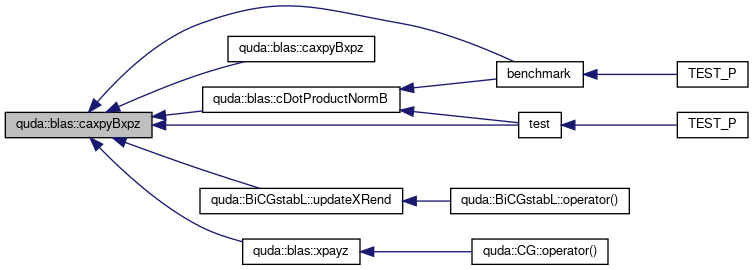 quda::blas::caxpyBxpz
quda::blas::caxpyBxpz
quda::blas::cDotProductNormB
benchmark
TEST_P
test
TEST_P
quda::BiCGstabL::updateXRend
quda::BiCGstabL::operator()
quda::blas::xpayz
quda::CG::operator()